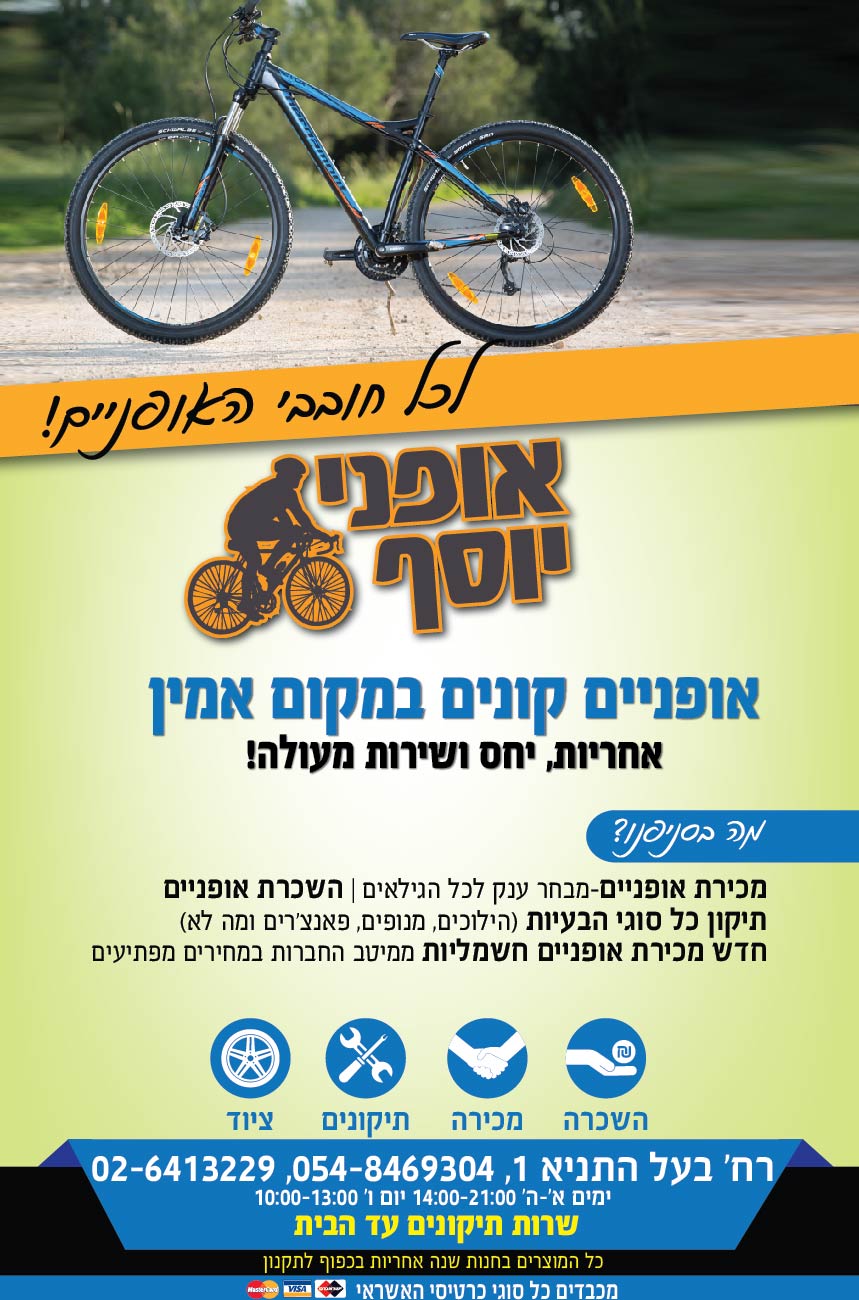 SCHWALBE
לכל חובבי האופניים!
אופני
יוסף
אופניים קונים במקום אמין
אחריות, יחס ושירות מעולה!
מה בסניפנו?
מכירת אופניים-מבחר ענק לכל הגילאים | השכרת אופניים
תיקון כל סוגי הבעיות (הילוכים, מנופים, פאנצ'רים ומה לא)
חדש מכירת אופניים חשמליות ממיטב החברות במחירים מפתיעים
השכרה מכירה תיקונים ציוד
רח' בעל התניא 1, 054-8469304, 02-6413229
ימים א'-ה' 14:00-21:00 יום ו' 10:00-13:00
שרות תיקונים עד הבית
כל המוצרים בחנות שנה אחריות בכפוף לתקנון
מכבדים כל סוגי כרטיסי האשראי VISA MasterCard